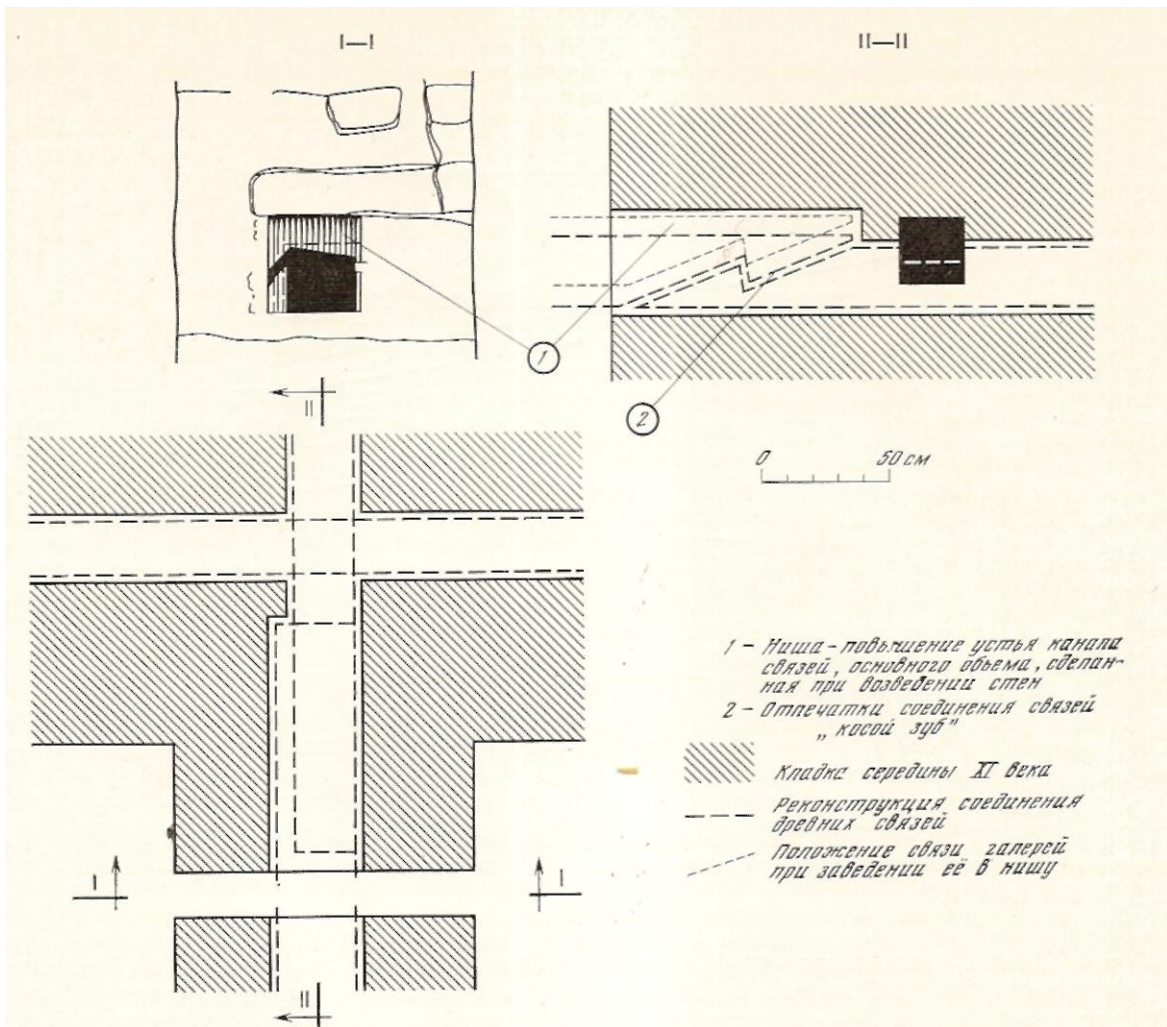 I—I
II—II
1
2
II
0 50 см
1 – Ниша – повышение устья канала
связей, основного объема, сделан-
ная при возведении стен
2 – Отпечатки соединения связей
„косой зуб"
Кладка середины XI века
Реконструкция соединения
древних связей
Положение связи галерей
при заведении её в нишу
I
I
II